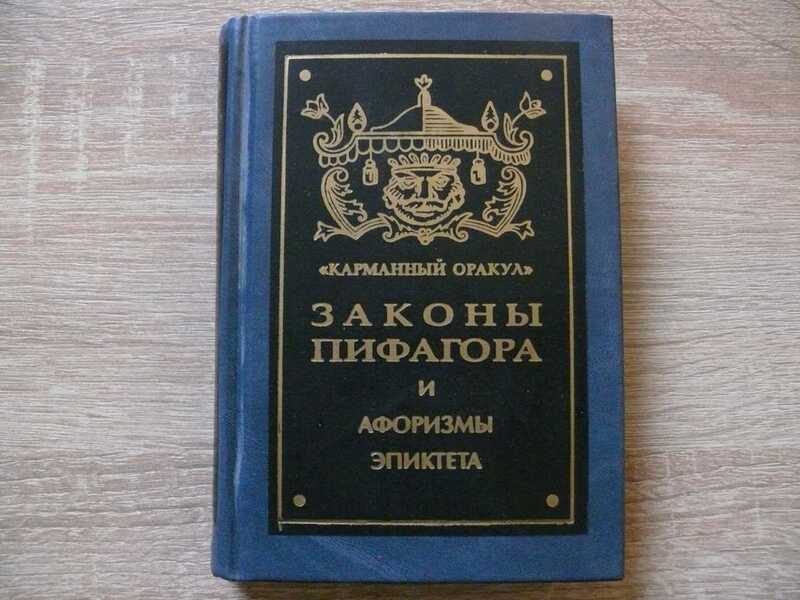 «КАРМАННЫЙ ОРАКУЛ»
ЗАКОНЫ
ПИФАГОРА
И
АФОРИЗМЫ
ЭПИКТЕТА